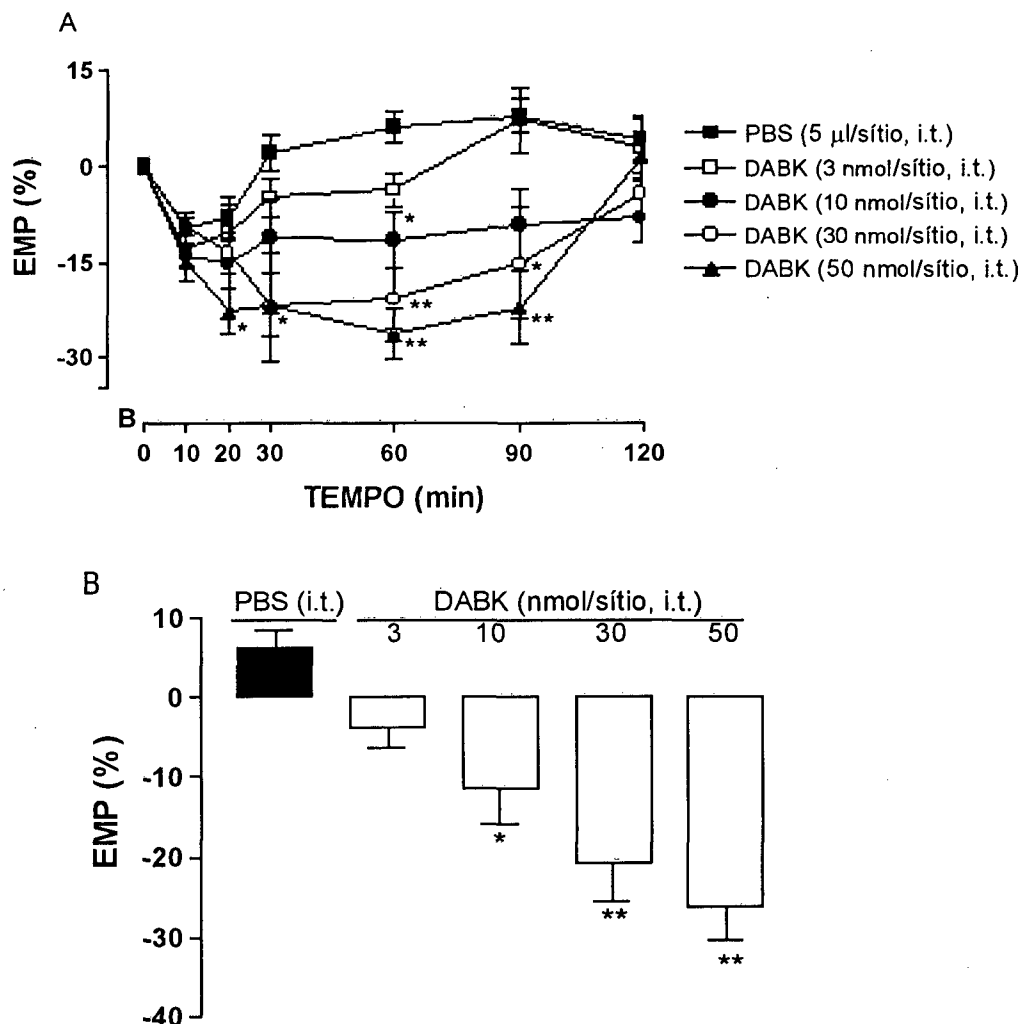 A
15
0
-15
-30
EMP (%)
PBS (5 µl/sítio, i.t.)
DABK (3 nmol/sítio, i.t.)
DABK (10 nmol/sítio, i.t.)
DABK (30 nmol/sítio, i.t.)
DABK (50 nmol/sítio, i.t.)
*
*
*
**
**
*
**
B
0 10 20 30 60 90 120
TEMPO (min)
B
PBS (i.t.) DABK (nmol/sítio, i.t.)
3 10 30 50
10
0
-10
-20
-30
-40
EMP (%)
*
**
**